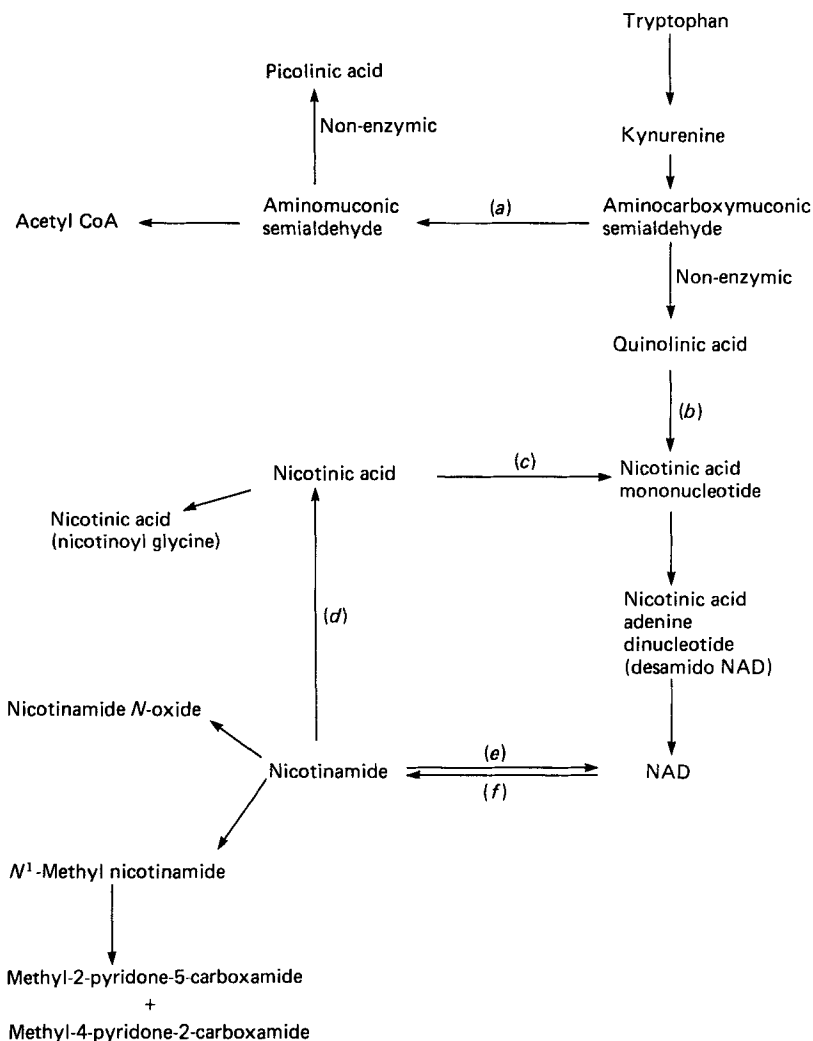 Tryptophan
Picolinic acid
Non-enzymic
Kynurenine
Acetyl CoA
Aminomuconic
semialdehyde
(a)
Aminocarboxymuconic
semialdehyde
Non-enzymic
Quinolinic acid
(b)
Nicotinic acid
(c)
Nicotinic acid
mononucleotide
Nicotinic acid
(nicotinoyl glycine)
(d)
Nicotinic acid
adenine
dinucleotide
(desamido NAD)
Nicotinamide N-oxide
Nicotinamide
(e)
(f)
NAD
N¹-Methyl nicotinamide
Methyl-2-pyridone-5-carboxamide
+
Methyl-4-pyridone-2-carboxamide